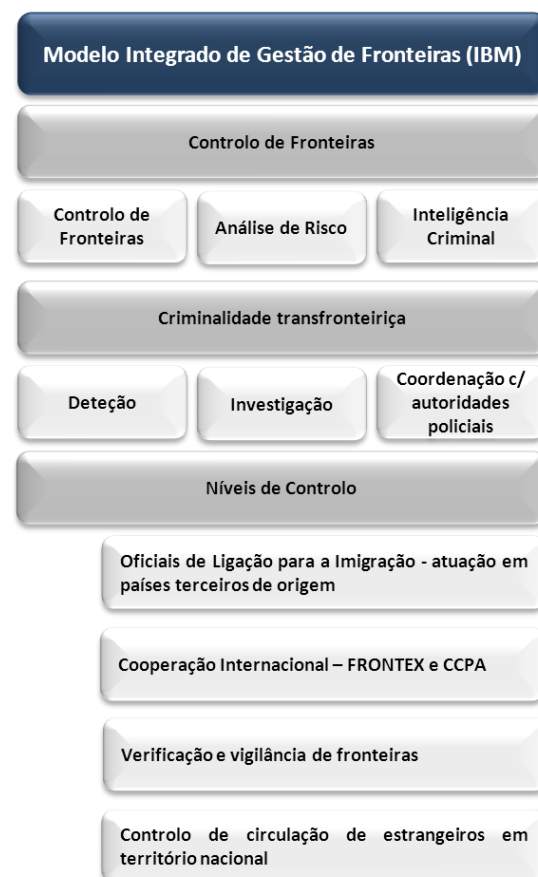 Modelo Integrado de Gestão de Fronteiras (IBM)
Controlo de Fronteiras
Controlo de
Fronteiras
Análise de Risco
Inteligência
Criminal
Criminalidade transfronteiriça
Deteção
Investigação
Coordenação c/
autoridades
policiais
Níveis de Controlo
Oficiais de Ligação para a Imigração - atuação em
países terceiros de origem
Cooperação Internacional – FRONTEX e CCPA
Verificação e vigilância de fronteiras
Controlo de circulação de estrangeiros em
território nacional